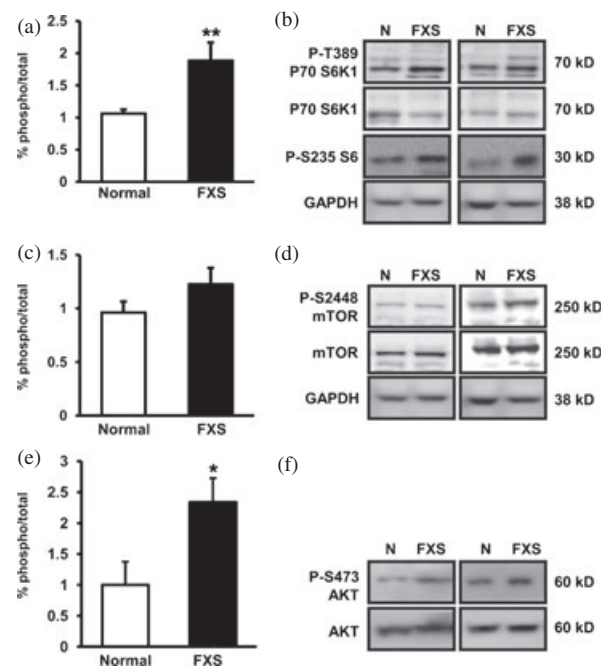 (a)
2.5
**
2
1.5
1
0.5
0
% phospho/total
Normal FXS
(b)
N FXS N FXS
P-T389
P70 S6K1 70 kD
P70 S6K1 70 kD
P-S235 S6 30 kD
GAPDH 38 kD
(c)
1.5
1
0.5
0
% phospho/total
Normal FXS
(d)
N FXS N FXS
P-S2448
mTOR 250 kD
mTOR 250 kD
GAPDH 38 kD
(e)
3
*
2.5
2
1.5
1
0.5
0
% phospho/total
Normal FXS
(f)
N FXS N FXS
P-S473
AKT 60 kD
AKT 60 kD